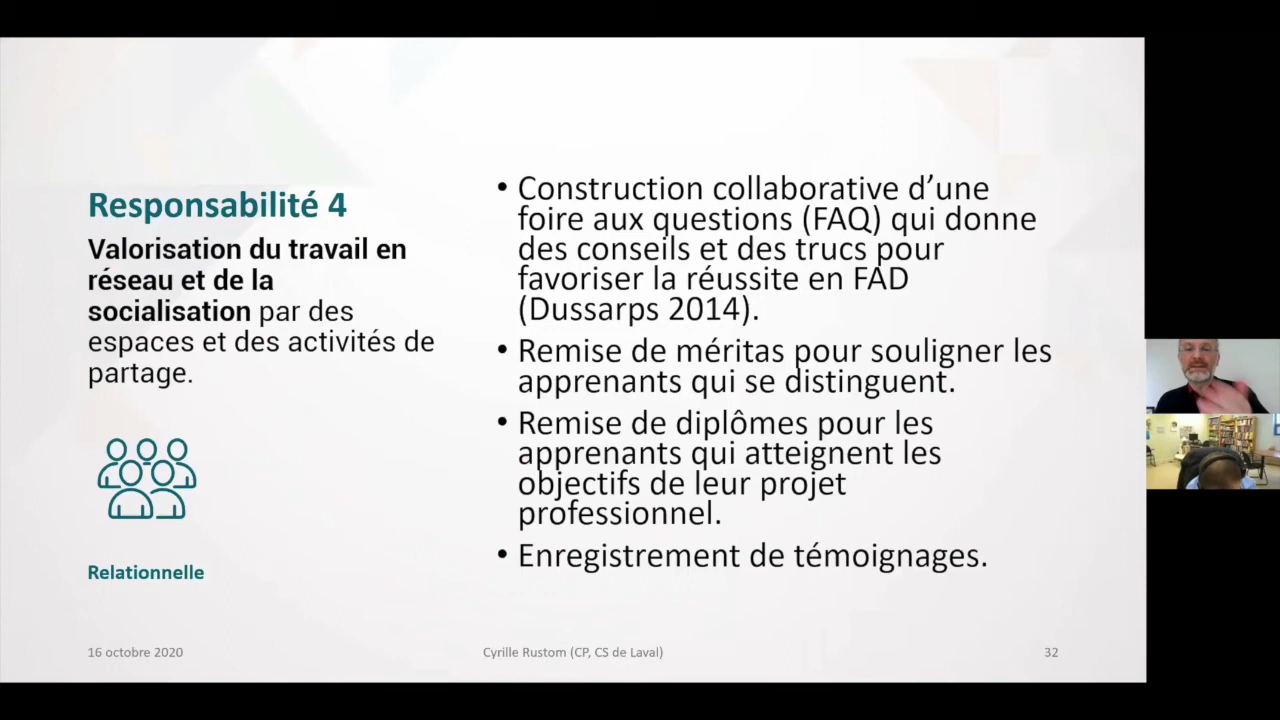 Responsabilité 4
Valorisation du travail en
réseau et de la
socialisation par des
espaces et des activités de
partage.
Relationnelle
• Construction collaborative d’une
foire aux questions (FAQ) qui donne
des conseils et des trucs pour
favoriser la réussite en FAD
(Dussarps 2014).
• Remise de méritas pour souligner les
apprenants qui se distinguent.
• Remise de diplômes pour les
apprenants qui atteignent les
objectifs de leur projet
professionnel.
• Enregistrement de témoignages.
16 octobre 2020
Cyrille Rustom (CP, CS de Laval)
32